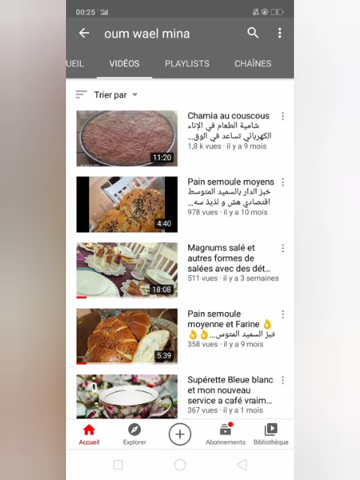 00:25
oum wael mina
UEIL VIDÉOS PLAYLISTS CHAÎNES
Trier par
Chamia au couscous
شامية الطعام في الإناء
الكهربائي تساعد في الوق...
1,8 k vues · il y a 9 mois
11:20
Pain semoule moyens
خبز الدار بالسميد المتوسط
اقتصادي هش و لذيذ سه...
978 vues · il y a 10 mois
4:40
Magnums salé et
autres formes de
salées avec des dét...
511 vues · il y a 3 semaines
18:08
Pain semoule
moyenne et Farine 👌
👌👌...خبز السميد المتوس
358 vues · il y a 9 mois
5:39
Supérette Bleue blanc
et mon nouveau
service a café vraim...
367 vues · il y a 1 mois
Accueil Explorer Abonnements Bibliothèque